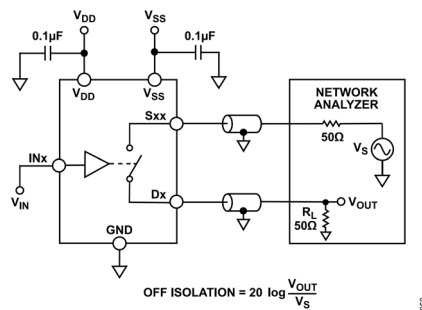 VDD VSS
0.1µF 0.1µF
VDD VSS
NETWORK
ANALYZER
Sxx
50Ω
VS
INx
VIN
Dx
VOUT
RL
50Ω
GND
OFF ISOLATION = 20 log VOUT
VS